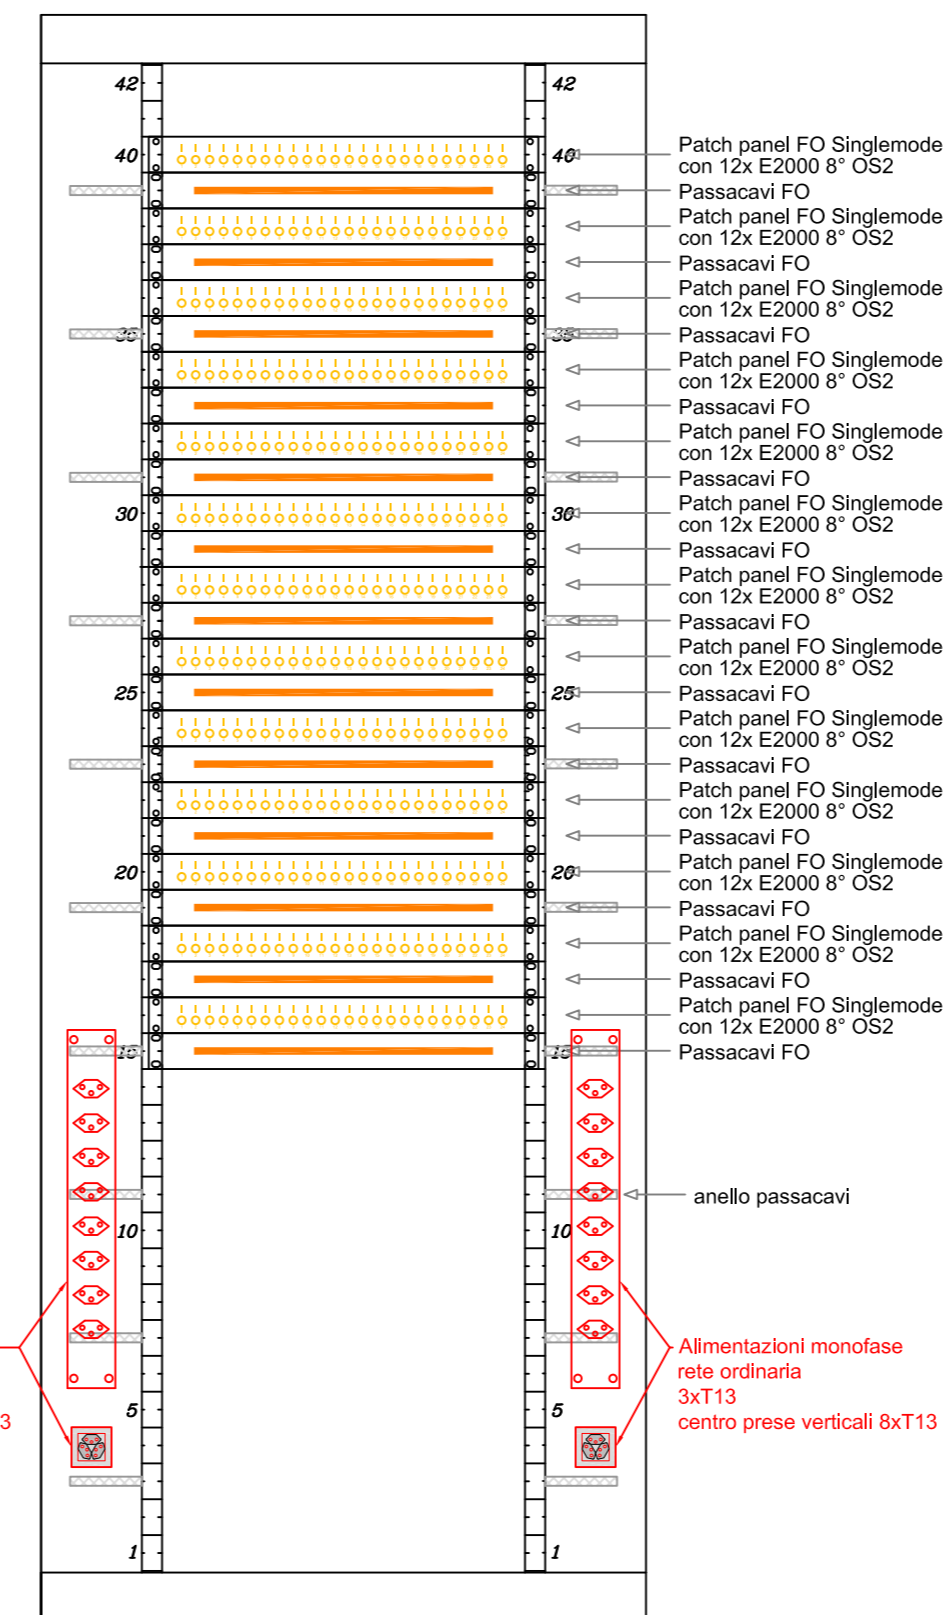 42 42
40 40 Patch panel FO Singlemode
con 12x E2000 8° OS2
Passacavi FO
Patch panel FO Singlemode
con 12x E2000 8° OS2
Passacavi FO
Patch panel FO Singlemode
con 12x E2000 8° OS2
35 35 Passacavi FO
Patch panel FO Singlemode
con 12x E2000 8° OS2
Passacavi FO
Patch panel FO Singlemode
con 12x E2000 8° OS2
Passacavi FO
30 30 Patch panel FO Singlemode
con 12x E2000 8° OS2
Passacavi FO
Patch panel FO Singlemode
con 12x E2000 8° OS2
Passacavi FO
Patch panel FO Singlemode
con 12x E2000 8° OS2
25 25 Passacavi FO
Patch panel FO Singlemode
con 12x E2000 8° OS2
Passacavi FO
Patch panel FO Singlemode
con 12x E2000 8° OS2
Passacavi FO
20 20 Patch panel FO Singlemode
con 12x E2000 8° OS2
Passacavi FO
Patch panel FO Singlemode
con 12x E2000 8° OS2
Passacavi FO
Patch panel FO Singlemode
con 12x E2000 8° OS2
15 15 Passacavi FO
anello passacavi
10 10
Alimentazioni monofase
rete ordinaria
3xT13
5 5
3 centro prese verticali 8xT13
1 1